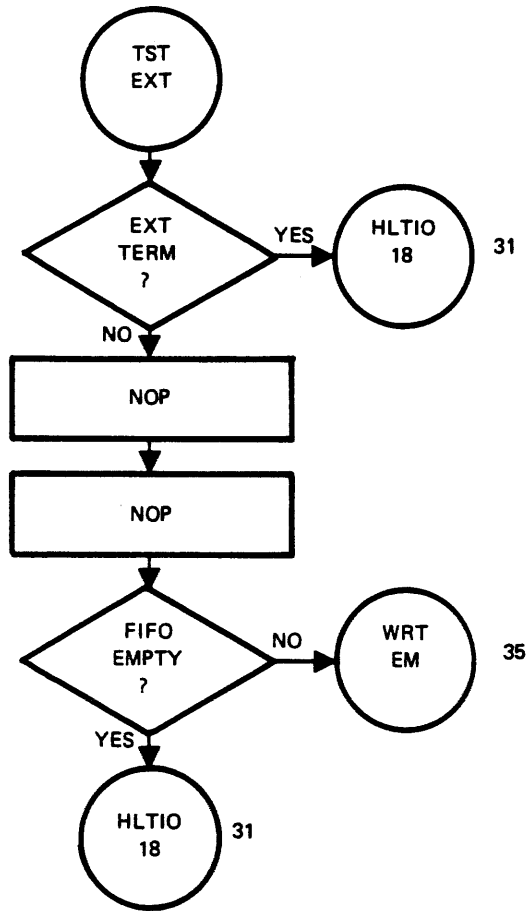 TST
EXT
EXT
TERM
?
YES
HLTIO
18
31
NO
NOP
NOP
FIFO
EMPTY
?
NO
WRT
EM
35
YES
HLTIO
18
31